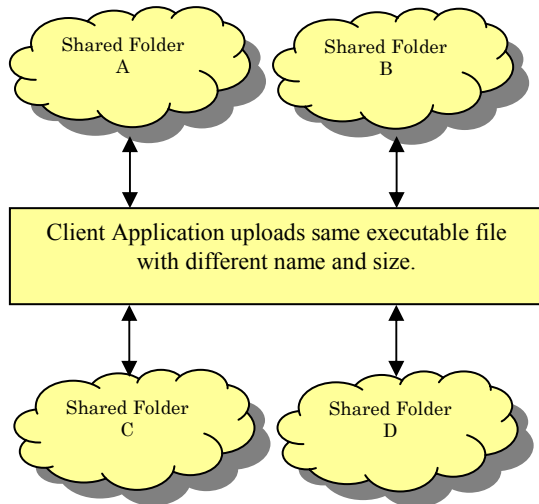 Shared Folder
A
Shared Folder
B
Client Application uploads same executable file
with different name and size.
Shared Folder
C
Shared Folder
D